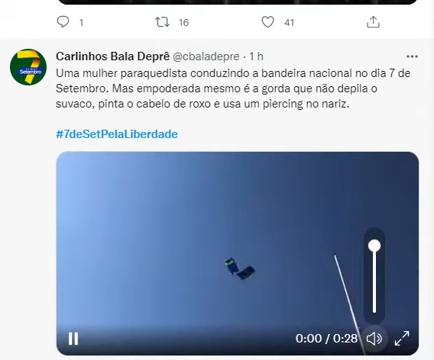 1 16 41
Carlinhos Bala Deprê @cbaladepre · 1 h
Uma mulher paraquedista conduzindo a bandeira nacional no dia 7 de
Setembro. Mas empoderada mesmo é a gorda que não depila o
suvaco, pinta o cabelo de roxo e usa um piercing no nariz.
#7deSetPelaLiberdade
7
Setembro
0:00 / 0:28